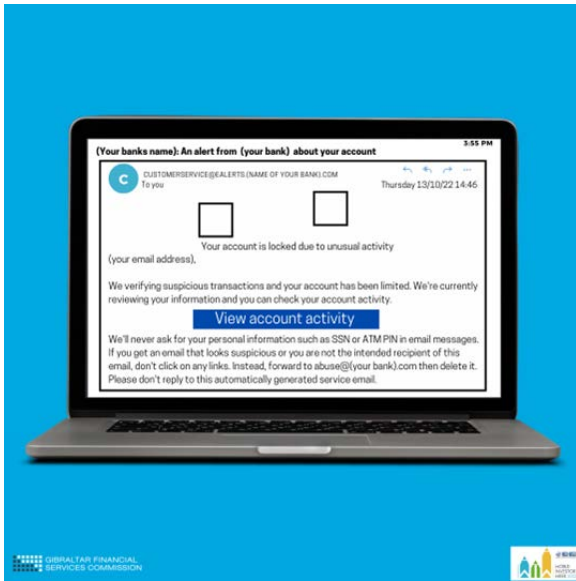 3:55 PM
(Your banks name): An alert from (your bank) about your account
C
CUSTOMERSERVICE@EALERTS.(NAME OF YOUR BANK).COM
To you
Thursday 13/10/22 14:46
Your account is locked due to unusual activity
(your email address),
We verifying suspicious transactions and your account has been limited. We're currently
reviewing your information and you can check your account activity.
View account activity
We'll never ask for your personal information such as SSN or ATM PIN in email messages.
If you get an email that looks suspicious or you are not the intended recipient of this
email, don't click on any links. Instead, forward to abuse@(your bank).com then delete it.
Please don't reply to this automatically generated service email.
GIBRALTAR FINANCIAL
SERVICES COMMISSION
WORLD
INVESTOR
WEEK